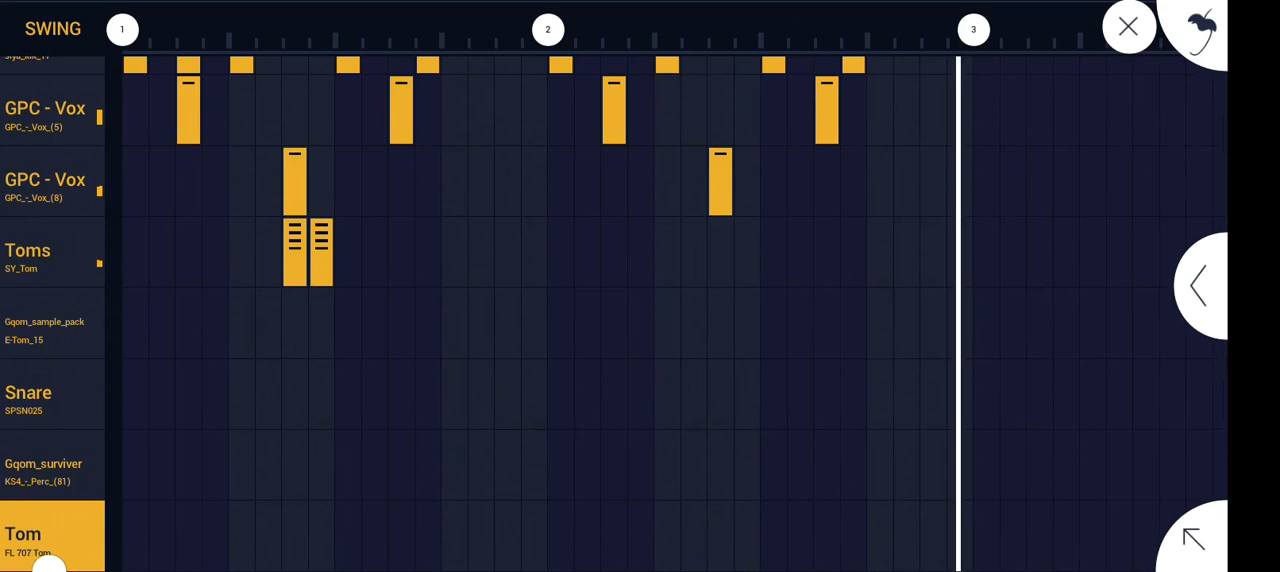 SWING
1
2
3
GPC - Vox
GPC_-_Vox_(5)
GPC - Vox
GPC_-_Vox_(8)
Toms
SY_Tom
Gqom_sample_pack
E-Tom_15
Snare
SPSN025
Gqom_surviver
KS4_-_Perc_(81)
Tom
FL 707 Tom